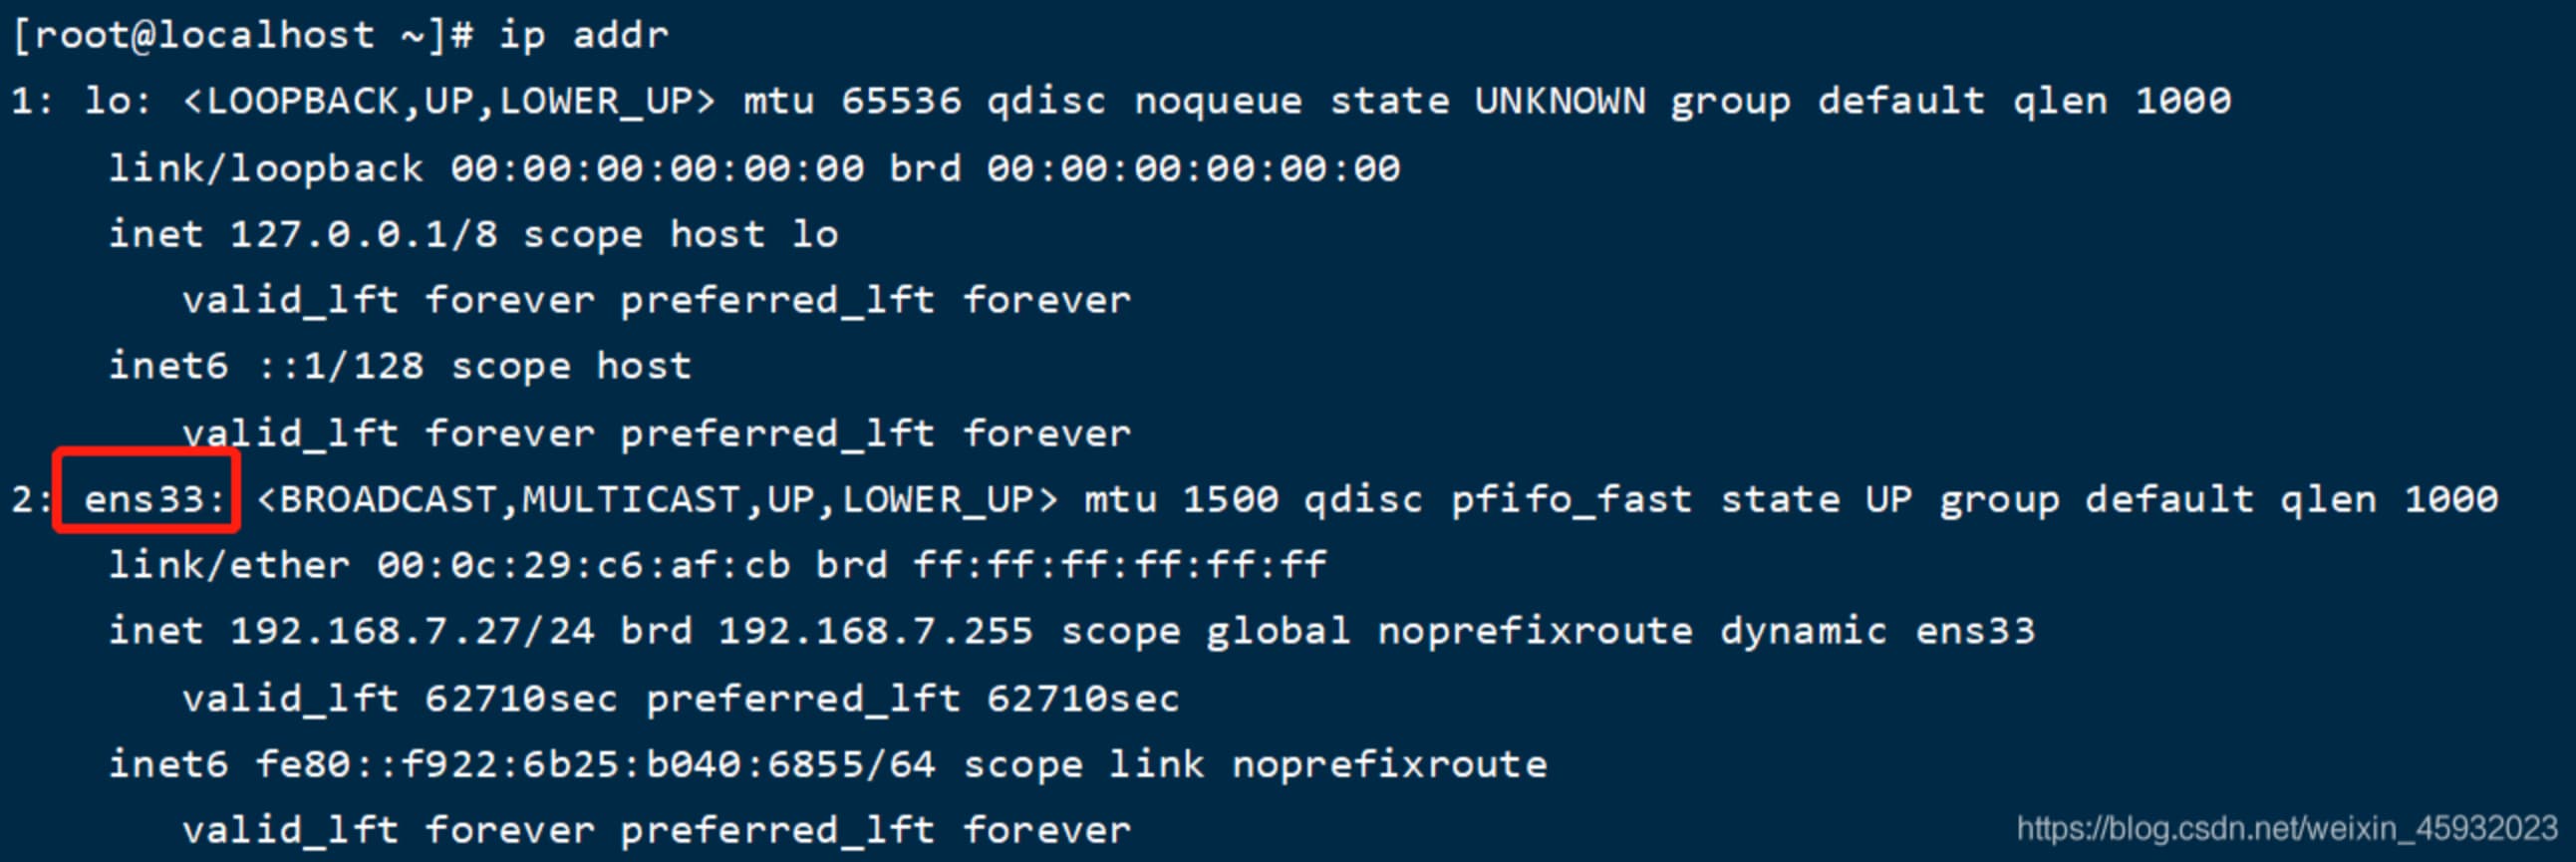 [root@localhost ~]# ip addr
1: lo: <LOOPBACK,UP,LOWER_UP> mtu 65536 qdisc noqueue state UNKNOWN group default qlen 1000
    link/loopback 00:00:00:00:00:00 brd 00:00:00:00:00:00
    inet 127.0.0.1/8 scope host lo
       valid_lft forever preferred_lft forever
    inet6 ::1/128 scope host
       valid_lft forever preferred_lft forever
2: ens33: <BROADCAST,MULTICAST,UP,LOWER_UP> mtu 1500 qdisc pfifo_fast state UP group default qlen 1000
    link/ether 00:0c:29:c6:af:cb brd ff:ff:ff:ff:ff:ff
    inet 192.168.7.27/24 brd 192.168.7.255 scope global noprefixroute dynamic ens33
       valid_lft 62710sec preferred_lft 62710sec
    inet6 fe80::f922:6b25:b040:6855/64 scope link noprefixroute
       valid_lft forever preferred_lft forever
https://blog.csdn.net/weixin_45932023